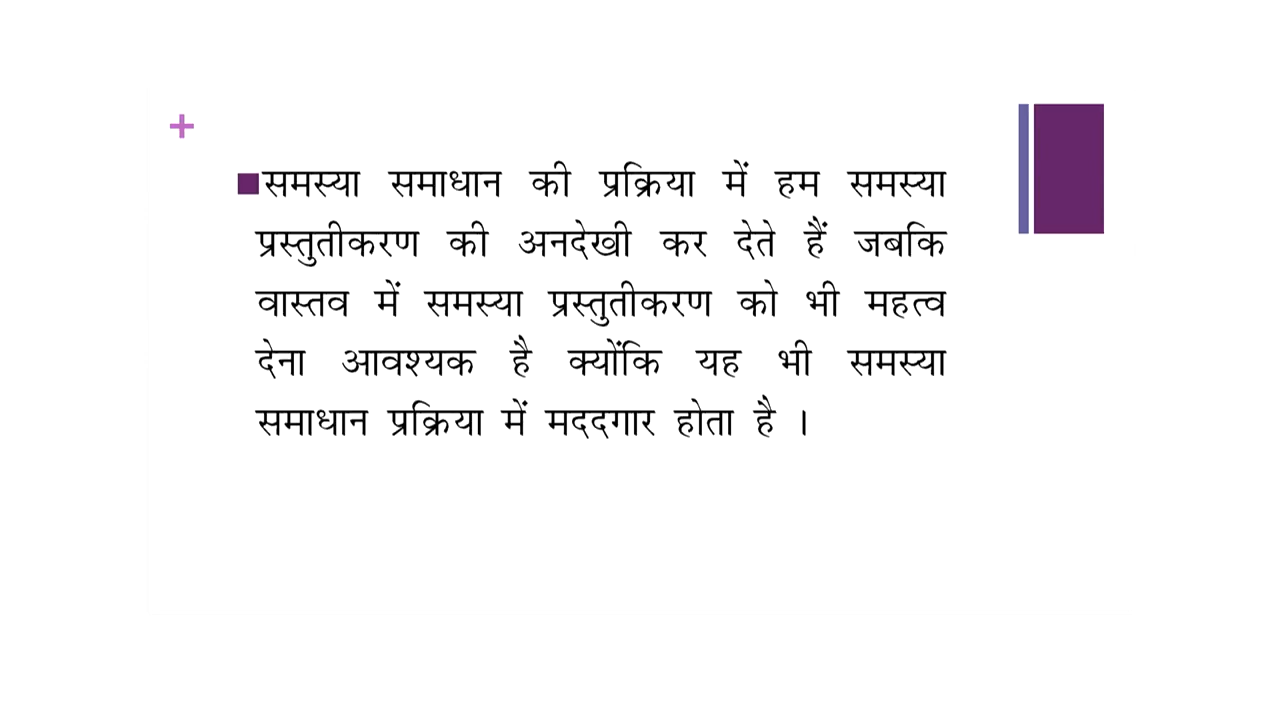 समस्या समाधान की प्रक्रिया में हम समस्या
प्रस्तुतीकरण की अनदेखी कर देते हैं जबकि
वास्तव में समस्या प्रस्तुतीकरण को भी महत्व
देना आवश्यक है क्योंकि यह भी समस्या
समाधान प्रक्रिया में मददगार होता है ।